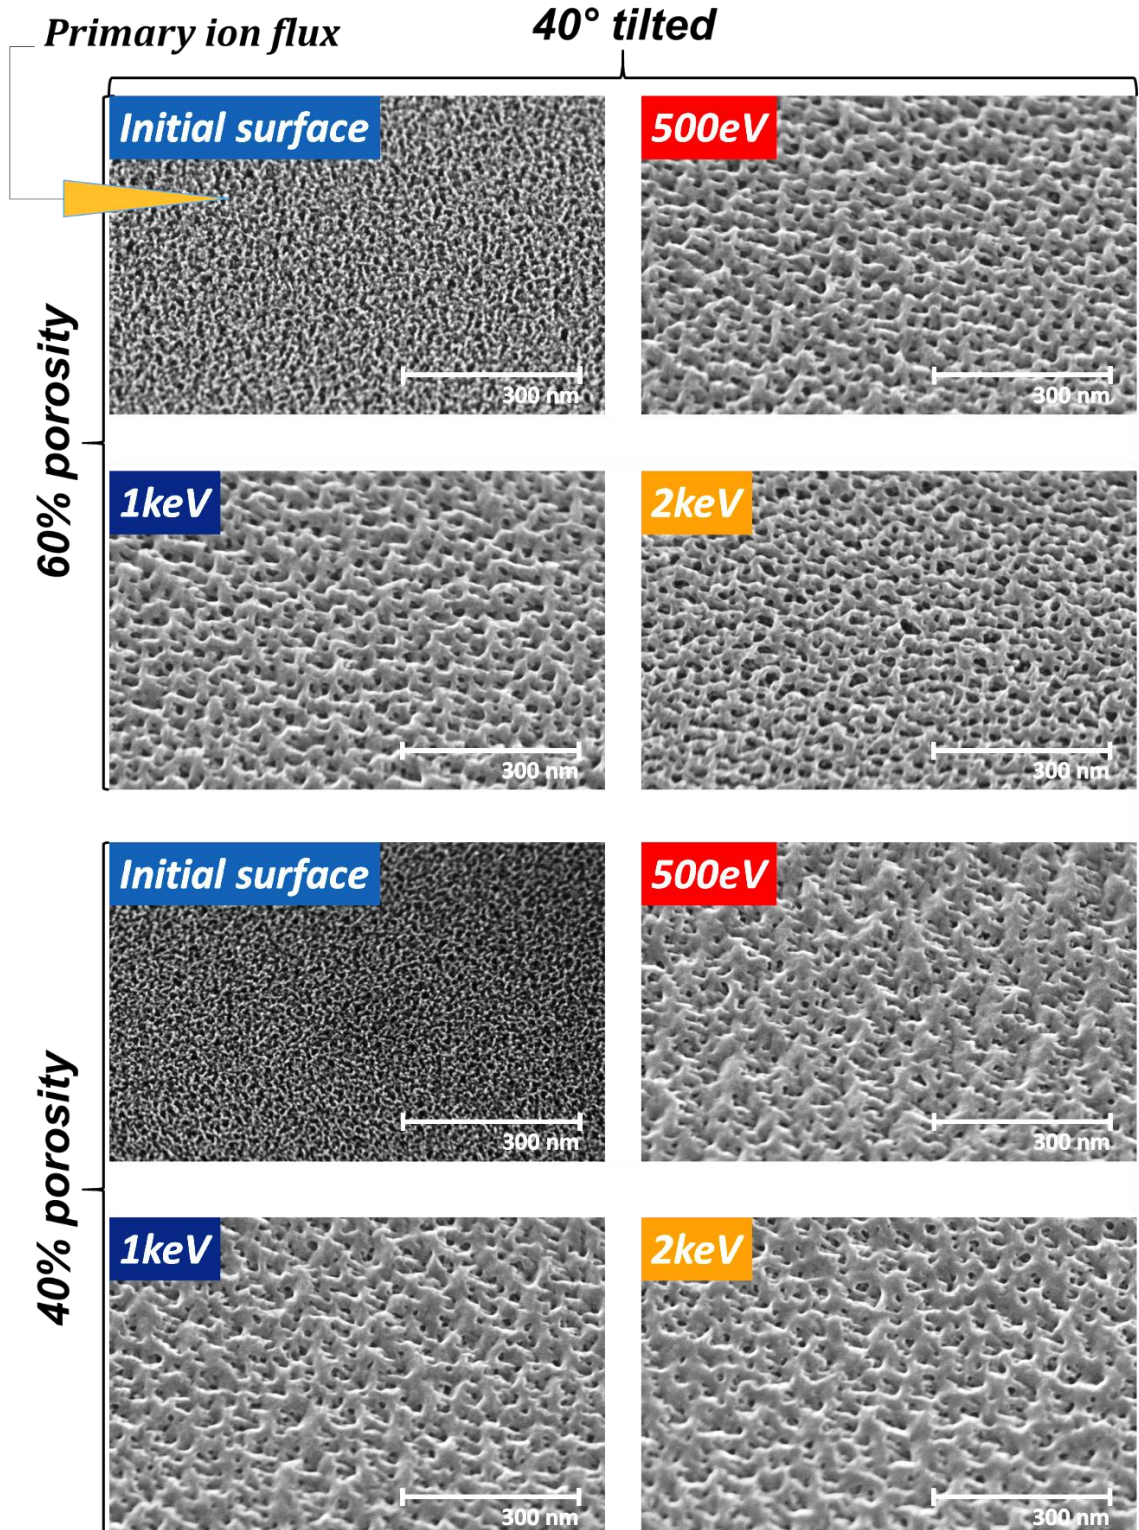 Primary ion flux
40° tilted
60% porosity
Initial surface
300 nm
500eV
300 nm
1keV
300 nm
2keV
300 nm
40% porosity
Initial surface
300 nm
500eV
300 nm
1keV
300 nm
2keV
300 nm